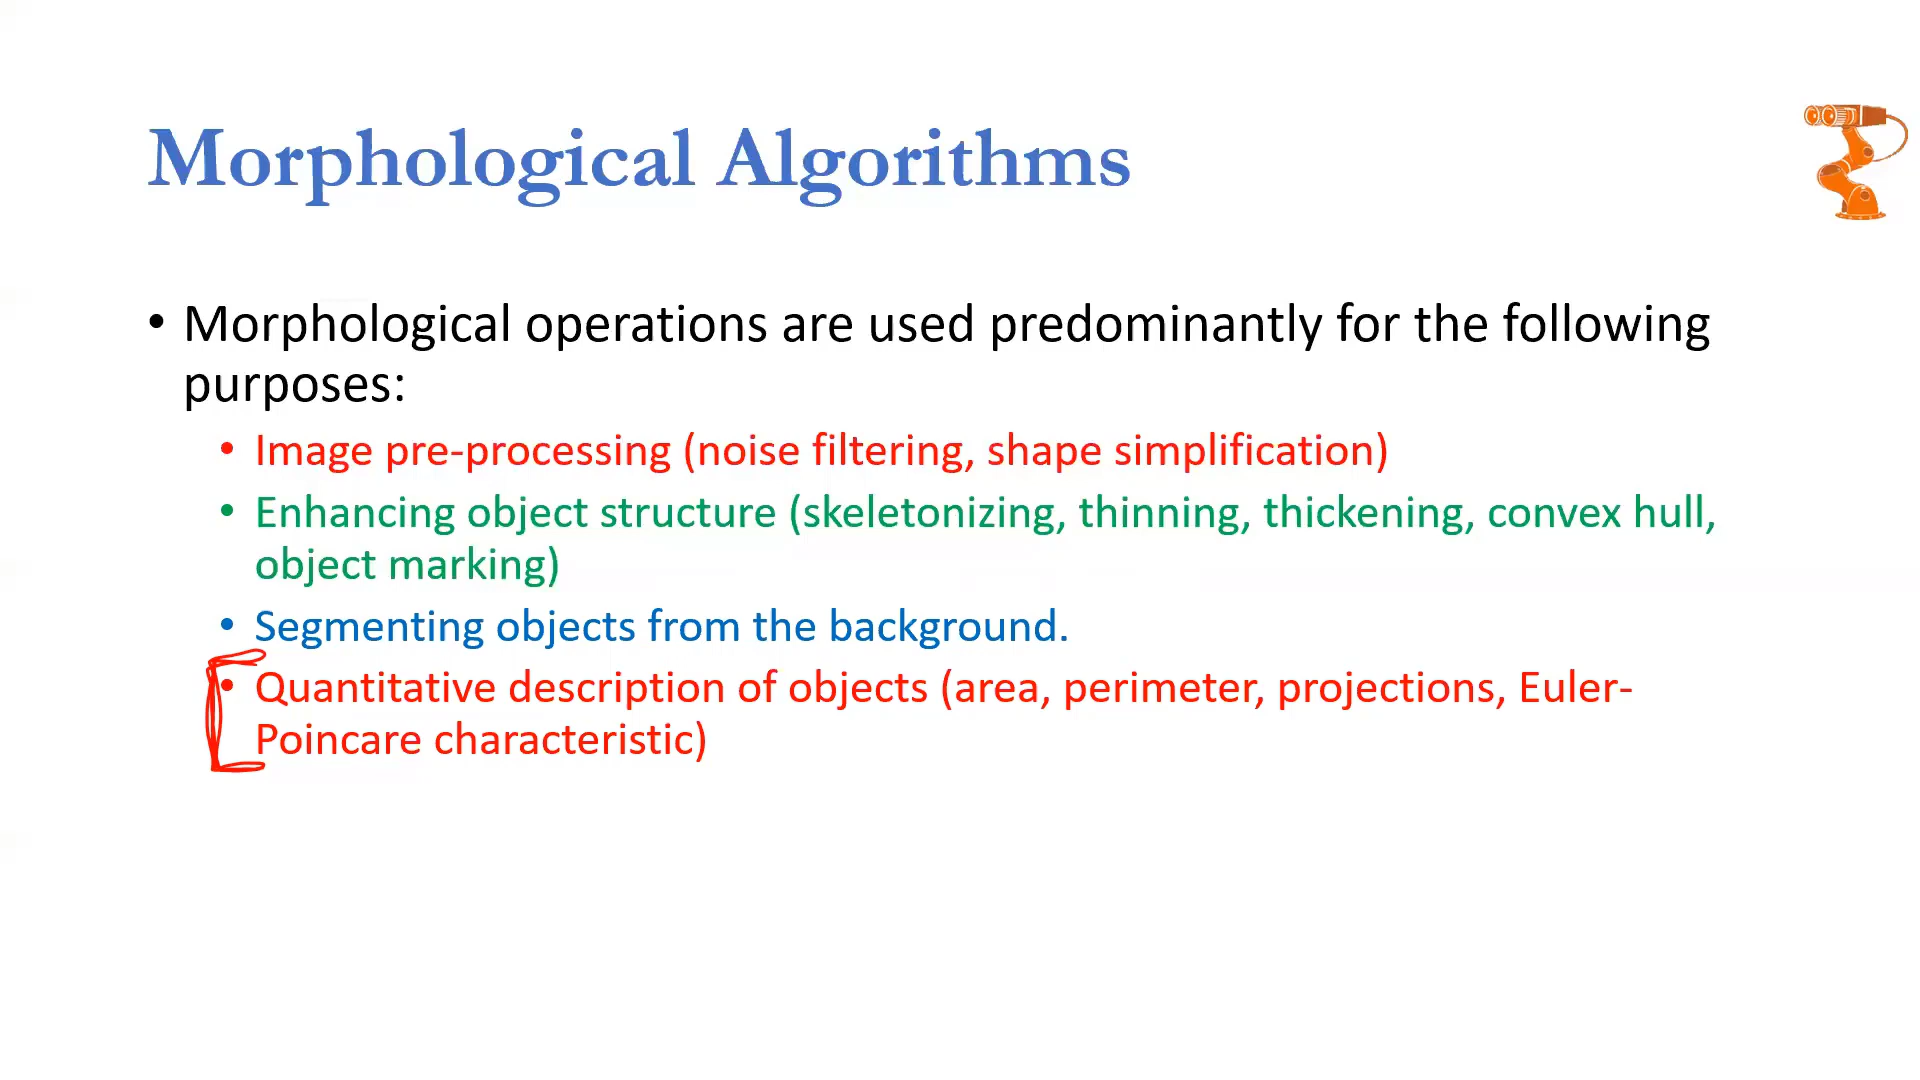 Morphological Algorithms
• Morphological operations are used predominantly for the following
purposes:
• Image pre-processing (noise filtering, shape simplification)
• Enhancing object structure (skeletonizing, thinning, thickening, convex hull,
object marking)
• Segmenting objects from the background.
• Quantitative description of objects (area, perimeter, projections, Euler-
Poincare characteristic)